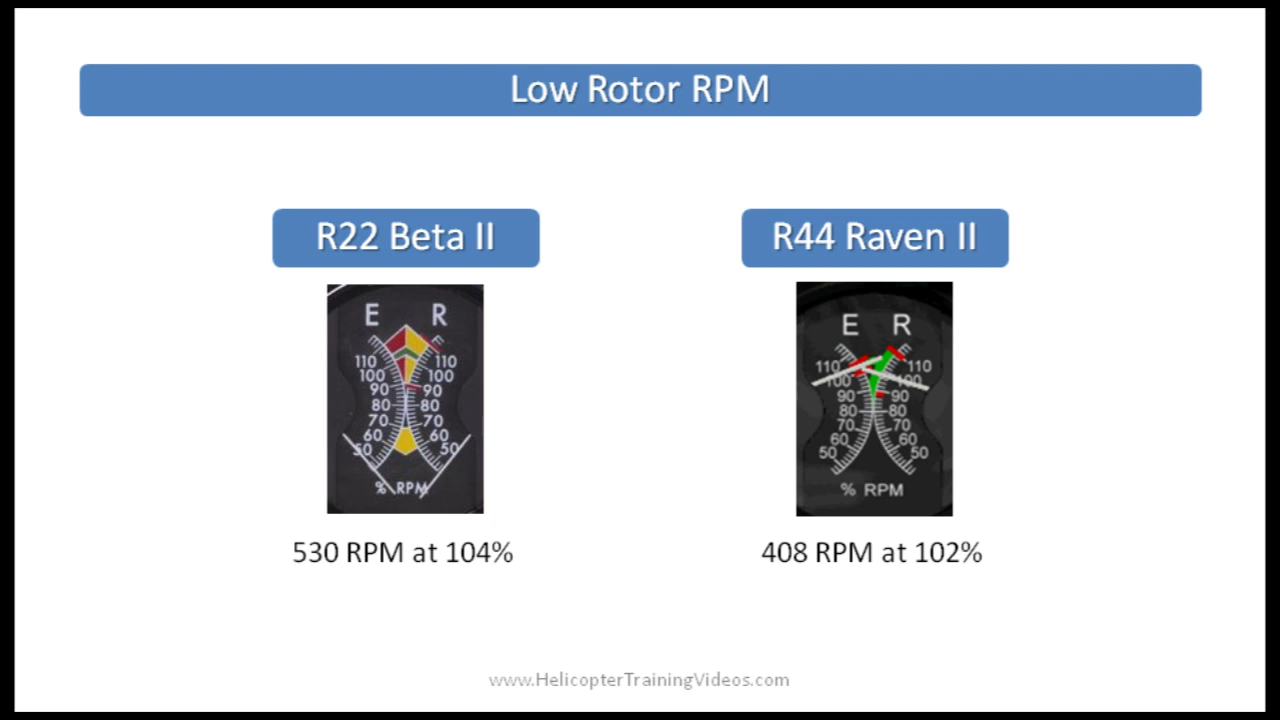 Low Rotor RPM
R22 Beta II
R44 Raven II
E R
110 110
100 100
90 90
80 80
70 70
60 60
50 50
% RPM
E R
110 110
100 100
90 90
80 80
70 70
60 60
50 50
% RPM
530 RPM at 104%
408 RPM at 102%
www.HelicopterTrainingVideos.com